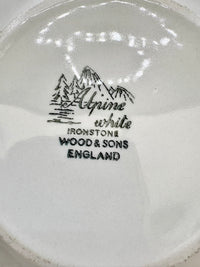 Alpine
white
IRONSTONE
WOOD & SONS
ENGLAND